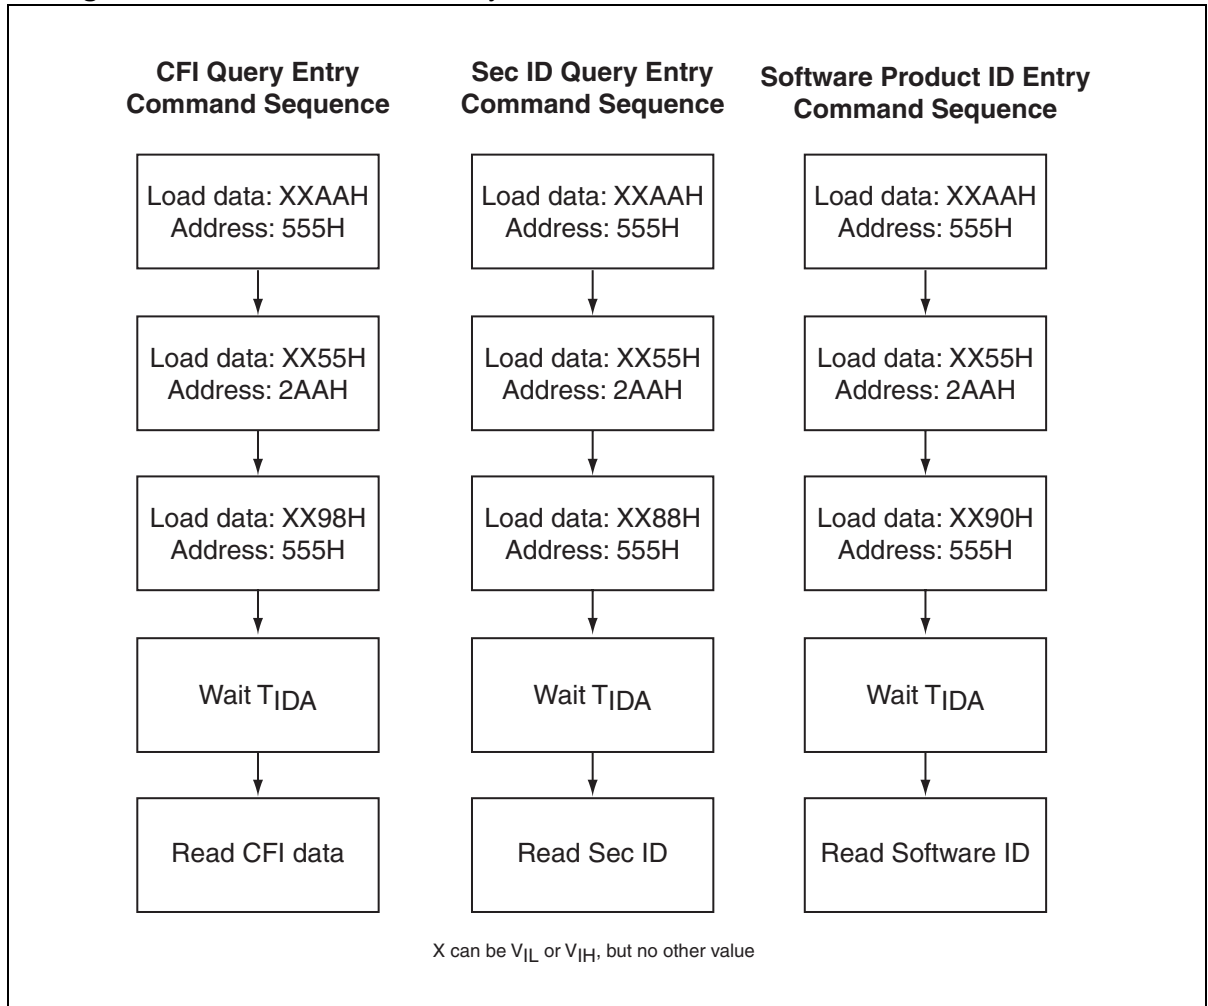 CFI Query Entry
Command Sequence
Load data: XXAAH
Address: 555H
Load data: XX55H
Address: 2AAH
Load data: XX98H
Address: 555H
Wait TIDA
Read CFI data
Sec ID Query Entry
Command Sequence
Load data: XXAAH
Address: 555H
Load data: XX55H
Address: 2AAH
Load data: XX88H
Address: 555H
Wait TIDA
Read Sec ID
Software Product ID Entry
Command Sequence
Load data: XXAAH
Address: 555H
Load data: XX55H
Address: 2AAH
Load data: XX90H
Address: 555H
Wait TIDA
Read Software ID
X can be VIL or VIH, but no other value